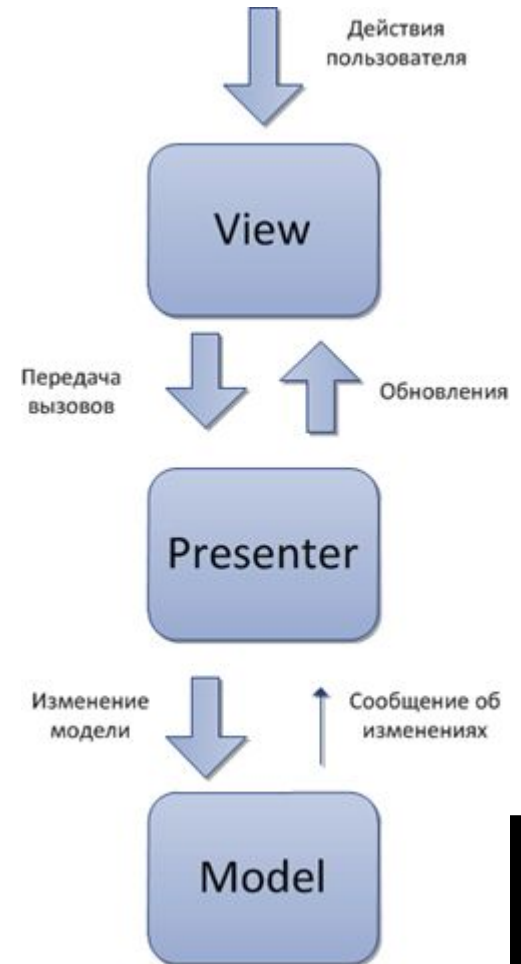 Действия
пользователя
View
Передача
вызовов
Обновления
Presenter
Изменение
модели
Сообщение об
изменениях
Model